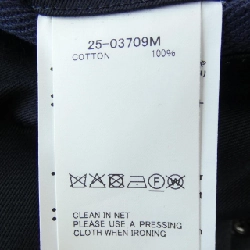 25-03709M
COTTON 100%
CLEAN IN NET
PLEASE USE A PRESSING
CLOTH WHEN IRONING